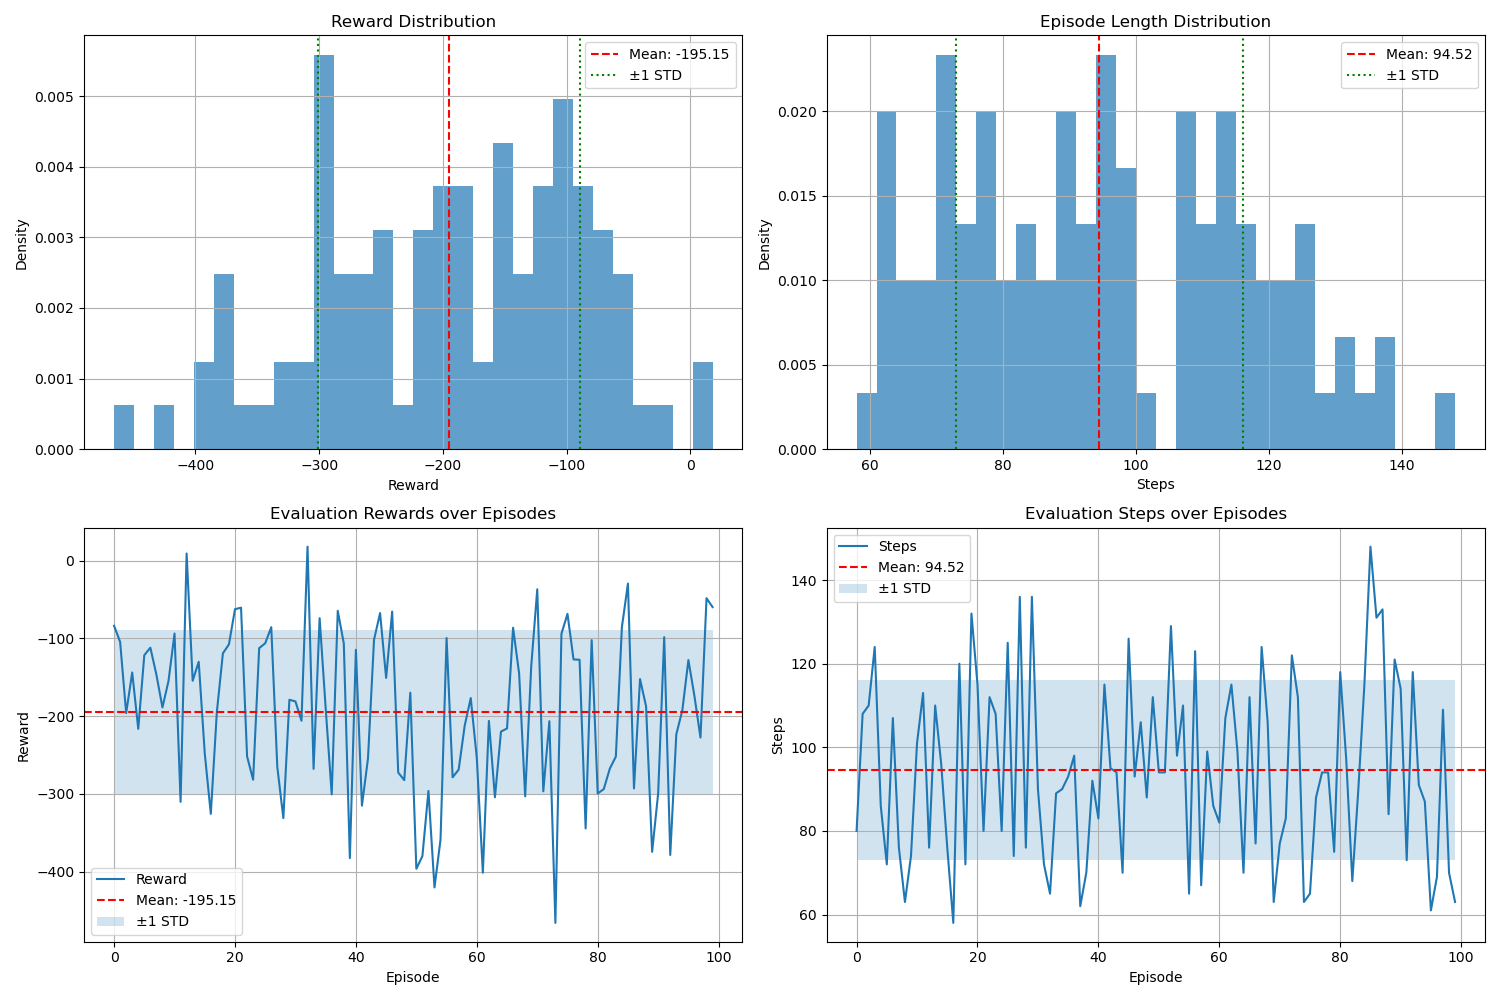 Reward Distribution
Mean: -195.15
±1 STD
0.005
0.004
0.003
0.002
0.001
0.000
Density
−400
−300
−200
−100
0
Reward
Episode Length Distribution
Mean: 94.52
±1 STD
0.020
0.015
0.010
0.005
0.000
Density
60
80
100
120
140
Steps
Evaluation Rewards over Episodes
0
−100
−200
−300
−400
Reward
Reward
Mean: -195.15
±1 STD
0
20
40
60
80
100
Episode
Evaluation Steps over Episodes
Steps
Mean: 94.52
±1 STD
140
120
100
80
60
Steps
0
20
40
60
80
100
Episode